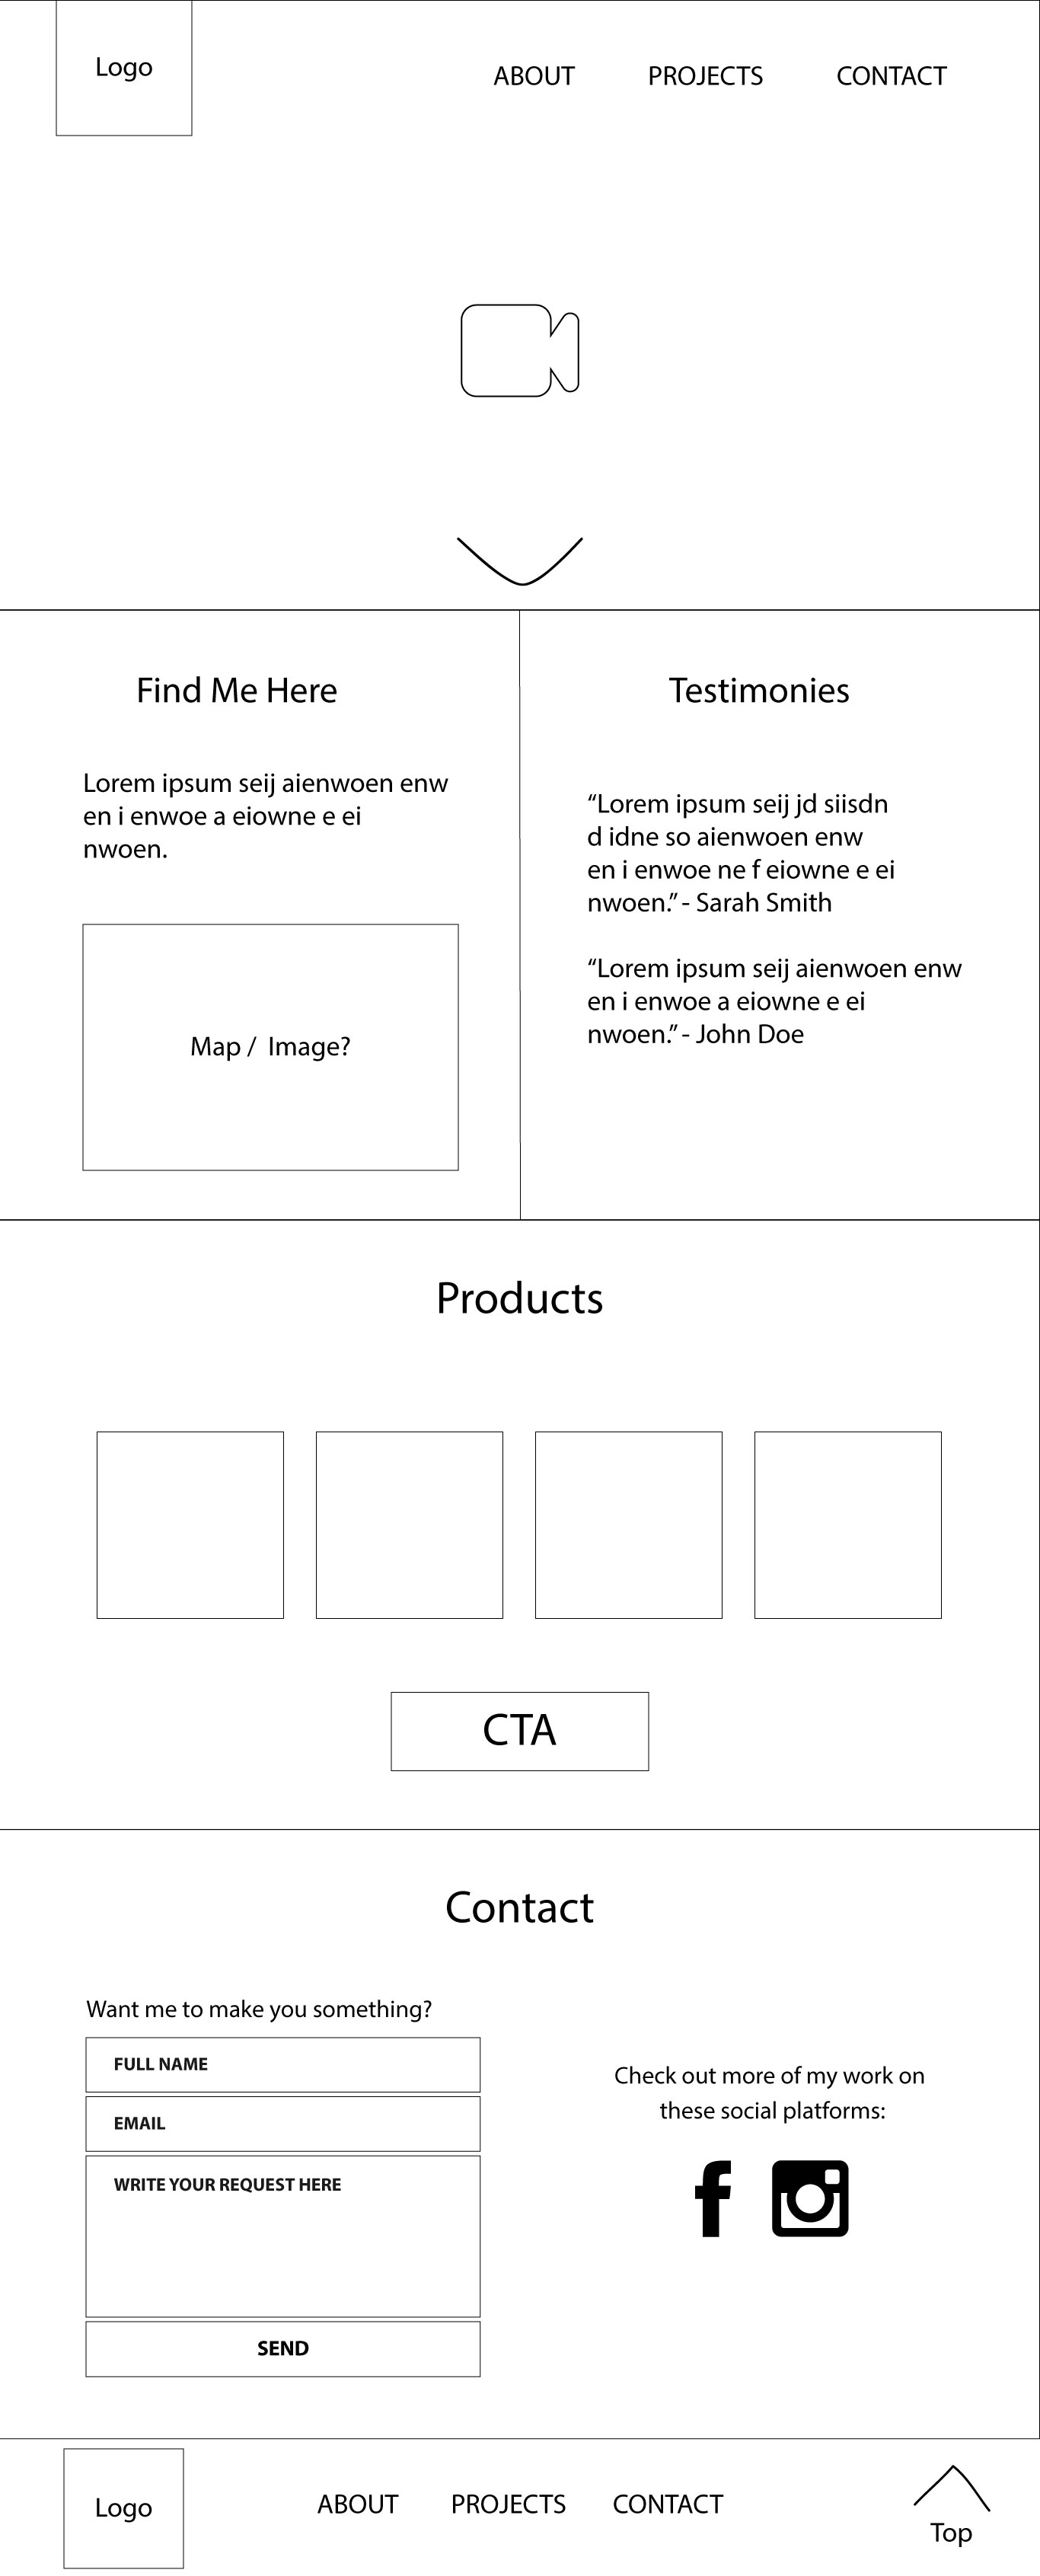 Logo
ABOUT
PROJECTS
CONTACT
Find Me Here
Lorem ipsum seij aienwoen enw
en i enwoe a eiowne e ei
nwoen.
Map /  Image?
Testimonies
“Lorem ipsum seij jd siisdn
d idne so aienwoen enw
en i enwoe ne f eiowne e ei
nwoen.” - Sarah Smith
“Lorem ipsum seij aienwoen enw
en i enwoe a eiowne e ei
nwoen.” - John Doe
Products
CTA
Contact
Want me to make you something?
FULL NAME
EMAIL
WRITE YOUR REQUEST HERE
SEND
Check out more of my work on
these social platforms:
Logo
ABOUT
PROJECTS
CONTACT
Top